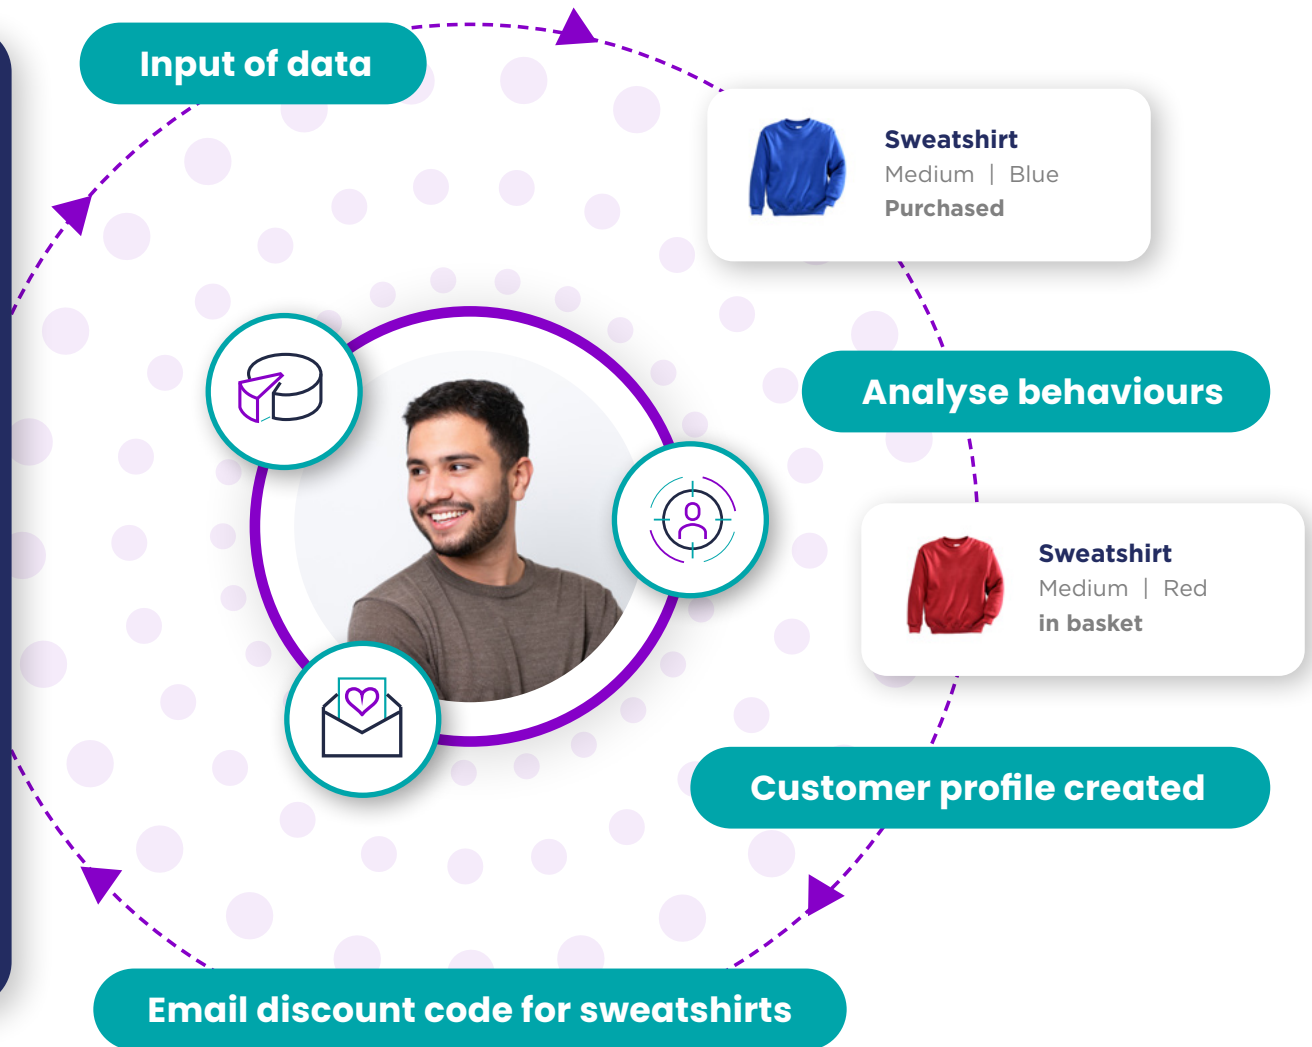 Input of data
Sweatshirt
Medium | Blue
Purchased
Analyse behaviours
Sweatshirt
Medium | Red
in basket
Customer profile created
Email discount code for sweatshirts